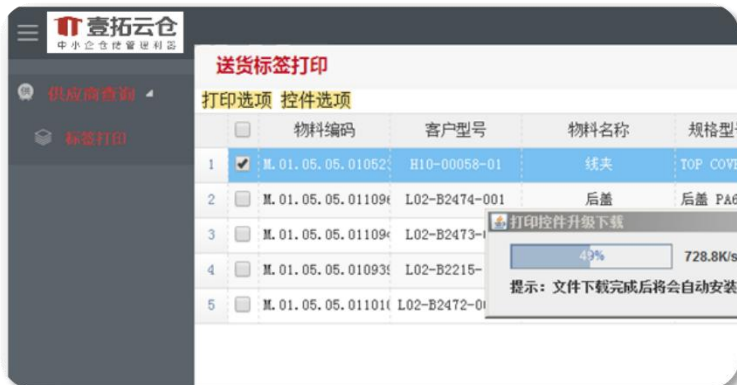 壹拓云仓
中小企仓储管理利器
供应商查询
标签打印
送货标签打印
打印选项 控件选项
物料编码 客户型号 物料名称 规格型
1 M.01.05.05.01052 H10-00058-01 线夹 TOP COV
2 M.01.05.05.01109 L02-B2474-001 后盖 后盖 PA6
3 M.01.05.05.01109 L02-B2473-
4 M.01.05.05.01093 L02-B2215-
5 M.01.05.05.01101 L02-B2472-0
打印控件升级下载
49% 728.8K/s
提示：文件下载完成后将会自动安装